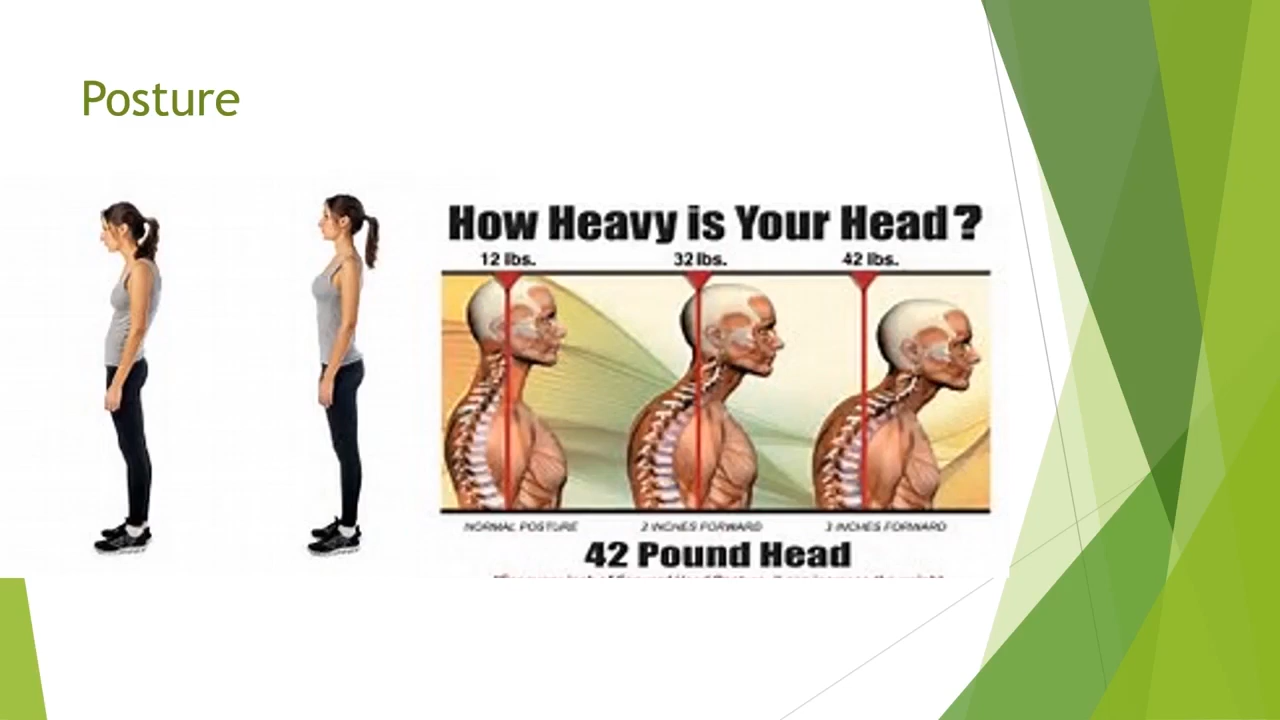 Posture
How Heavy is Your Head?
12 lbs. 32 lbs. 42 lbs.
NORMAL POSTURE 2 INCHES FORWARD 3 INCHES FORWARD
42 Pound Head